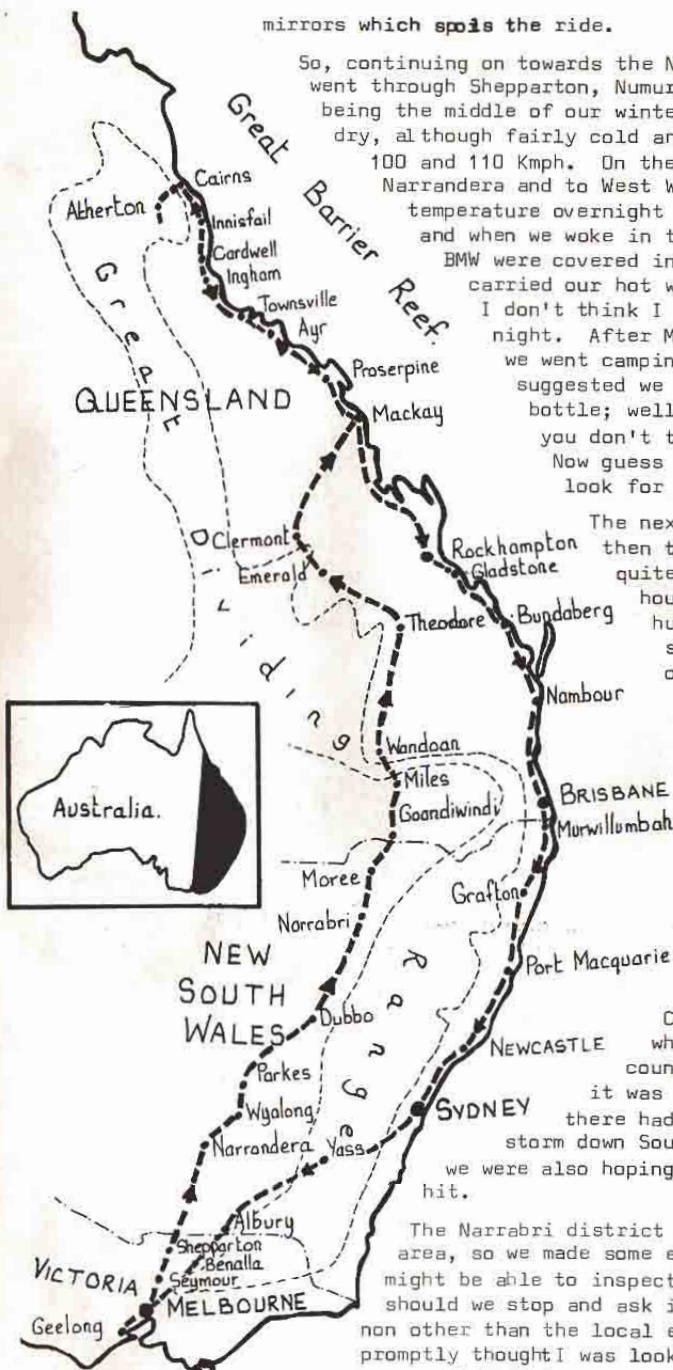 mirrors which spois the ride.
So, continuing on towards the N
went through Shepparton, Numur
being the middle of our winte
dry, although fairly cold an
100 and 110 Kmph. On the
Narrandera and to West W
temperature overnight
and when we woke in t
BMW were covered in
carried our hot w
I don't think I
night. After M
we went campin
suggested we
bottle; well
you don't t
Now guess
look for
The nex
then t
quite
hou
hu
s
o
C
wh
coun
it was
there had
storm down Sou
we were also hoping
hit.
The Narrabri district
area, so we made some e
might be able to inspect
should we stop and ask i
non other than the local e
promptly thought I was look
Great Barrier Reef.
Cairns
Atherton
Innisfail
Cardwell
Ingham
Townsville
Ayr
Proserpine
QUEENSLAND
Mackay
Great Dividing Range
Clermont
Emerald
Rockhampton
Gladstone
Theodore
Bundaberg
Nambour
Wandoan
Miles
BRISBANE
Goondiwindi
Murwillumbah
Australia.
Moree
Grafton
Narrabri
NEW
SOUTH
WALES
Port Macquarie
Dubbo
NEWCASTLE
Parkes
Wyalong
SYDNEY
Narrandera
Yass
Albury
Shepparton
Benalla
Seymour
VICTORIA
MELBOURNE
Geelong